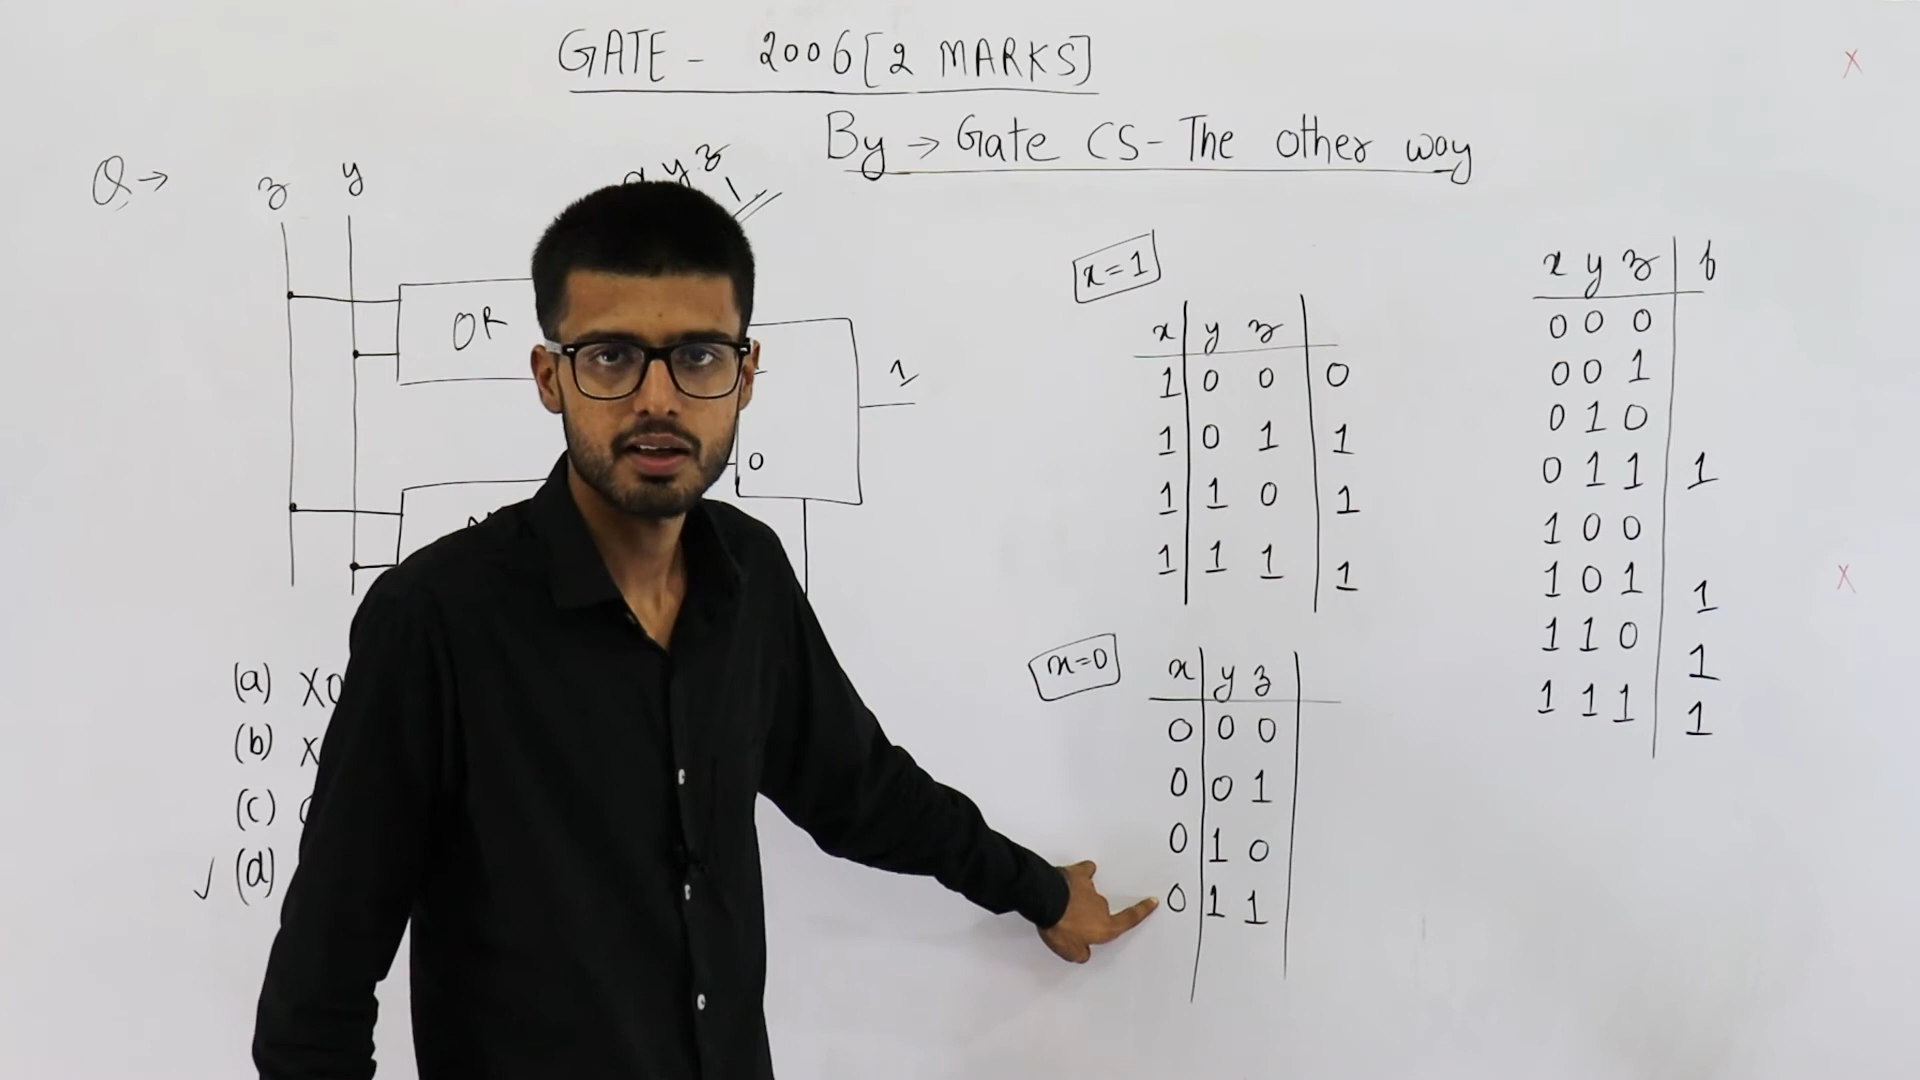 GATE - 2006 [2 MARKS]
By → Gate CS - The other way
Q →
z y
y z
1
OR
1
0
(a) XO
(b) X
(c)
✓ (d)
x=1
x y z
1 0 0 0
1 0 1 1
1 1 0 1
1 1 1 1
x=0
x y z
0 0 0
0 0 1
0 1 0
0 1 1
x y z f
0 0 0
0 0 1
0 1 0
0 1 1 1
1 0 0
1 0 1 1
1 1 0 1
1 1 1 1
X
X